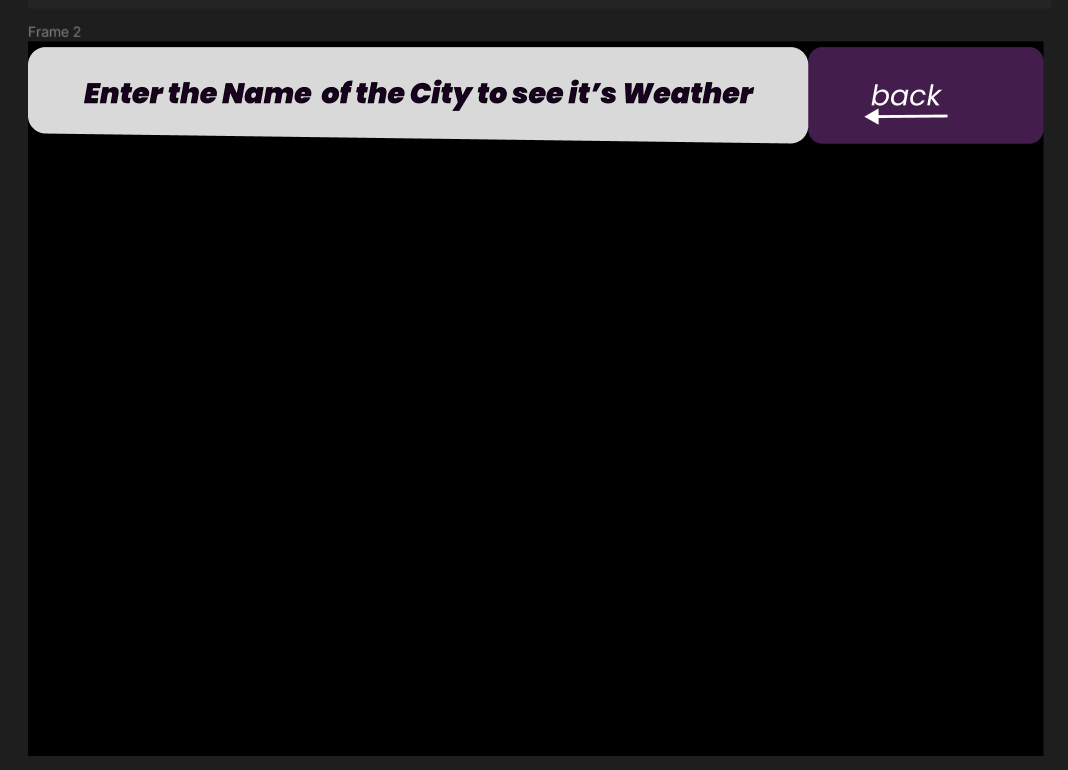 Frame 2
Enter the Name of the City to see it’s Weather
back